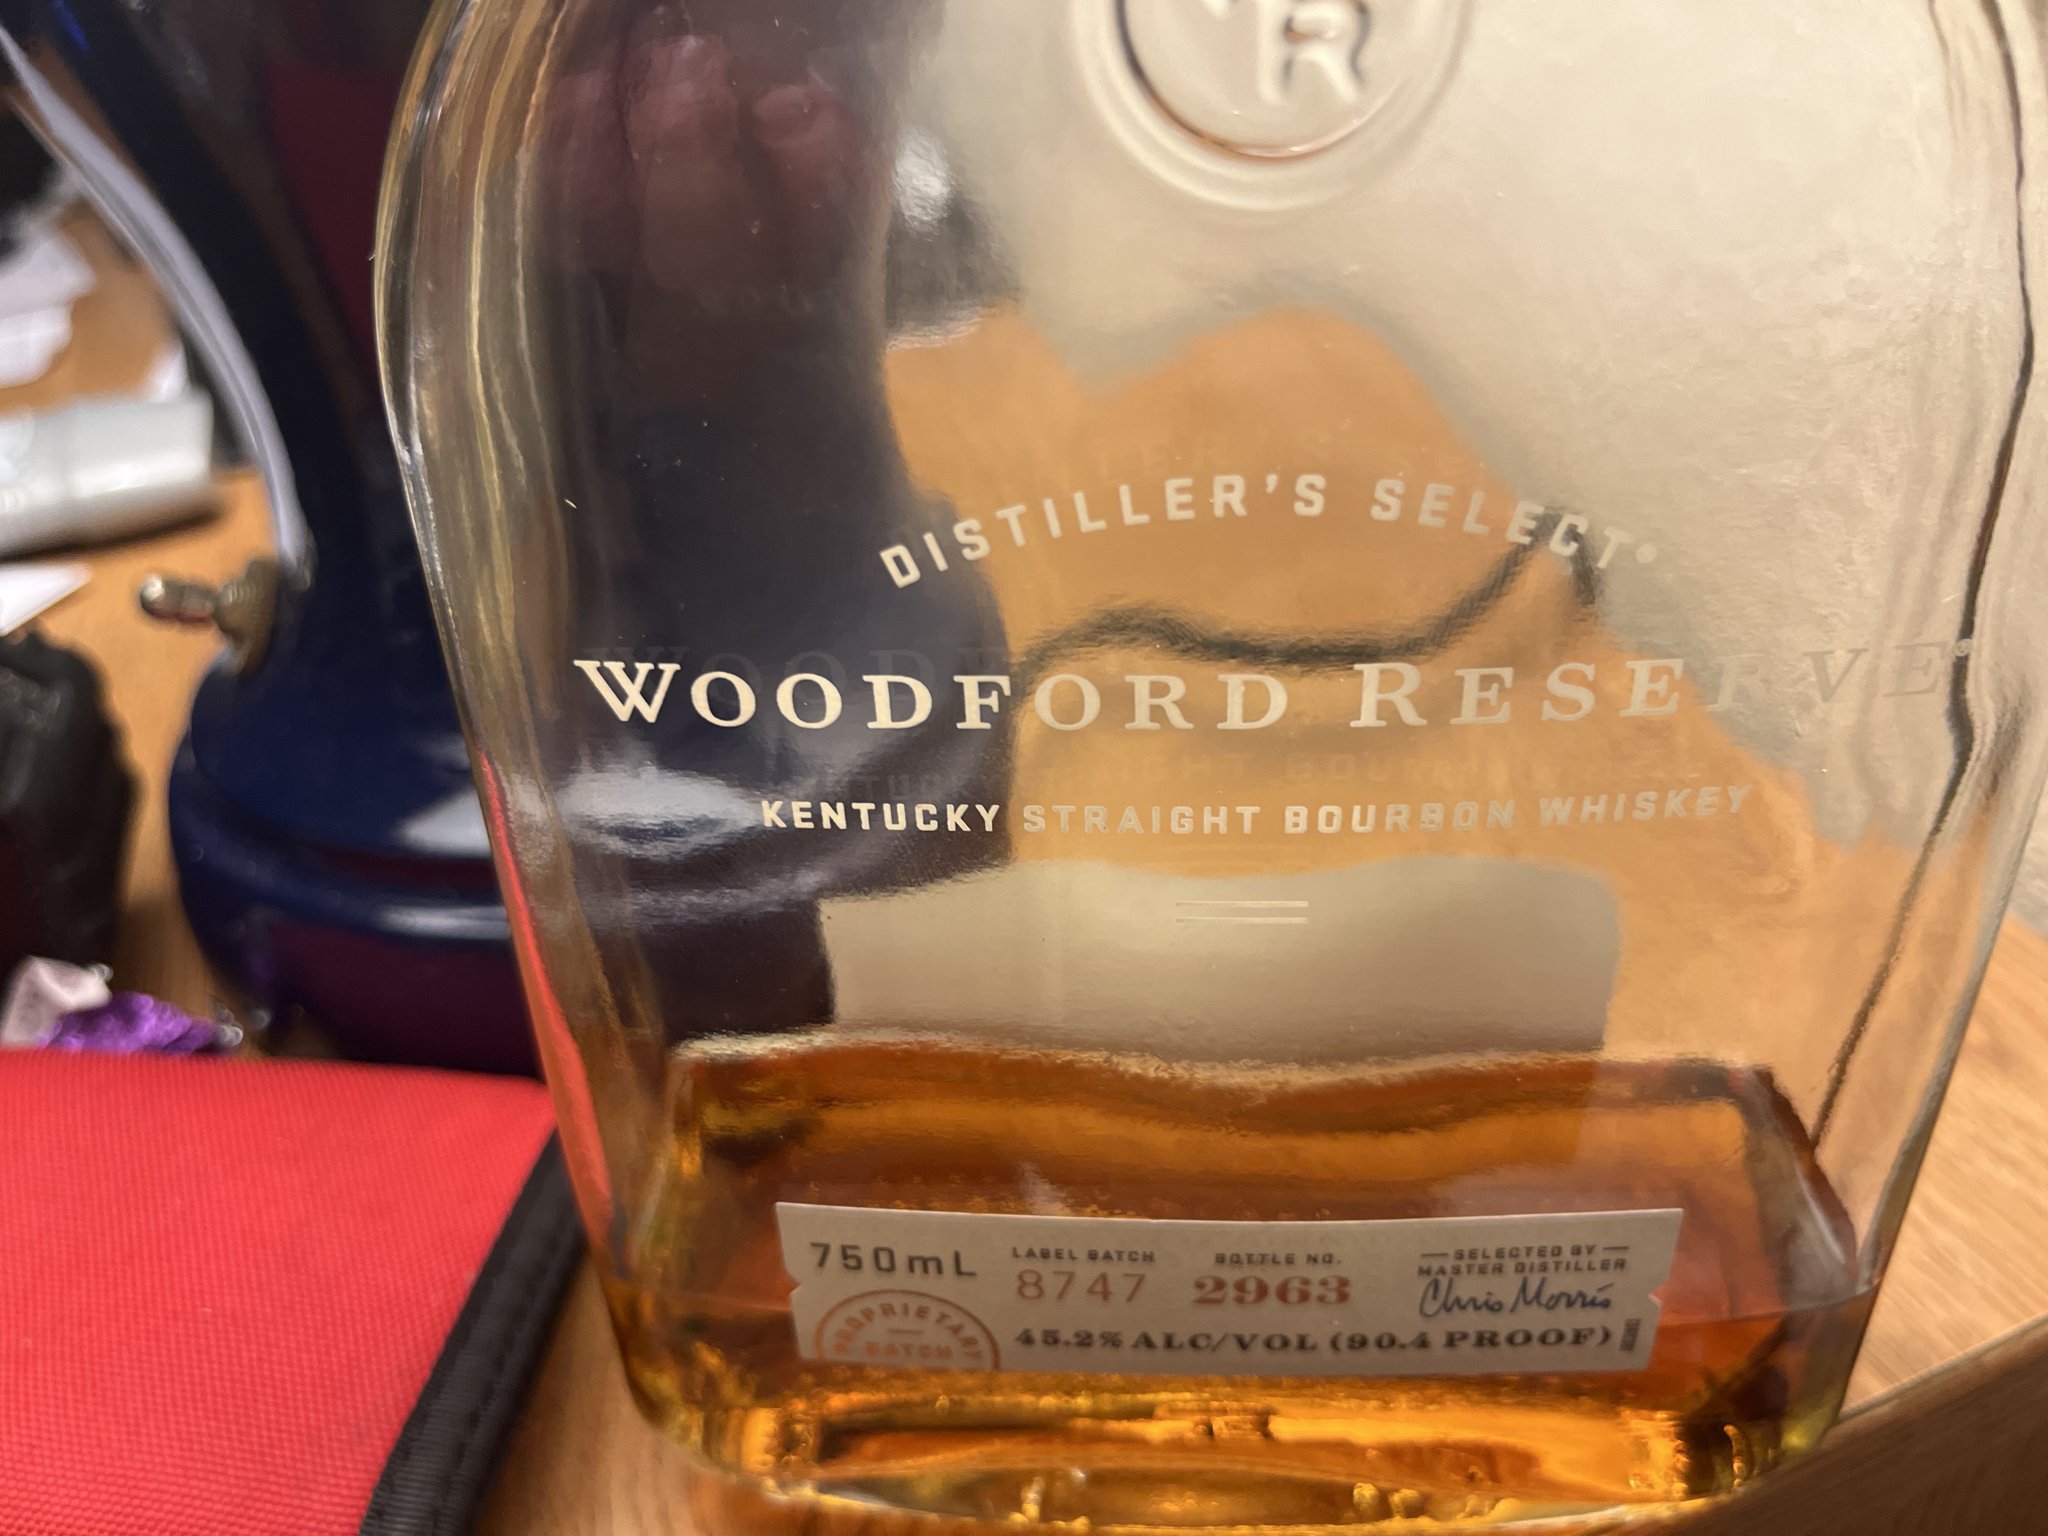 R
DISTILLER'S SELECT®
WOODFORD RESERVE®
KENTUCKY STRAIGHT BOURBON WHISKEY
750mL
LABEL BATCH
8747
BOTTLE NO.
2963
SELECTED BY
MASTER DISTILLER
Chris Morris
PROPRIETARY
BATCH
45.2% ALC/VOL (90.4 PROOF)